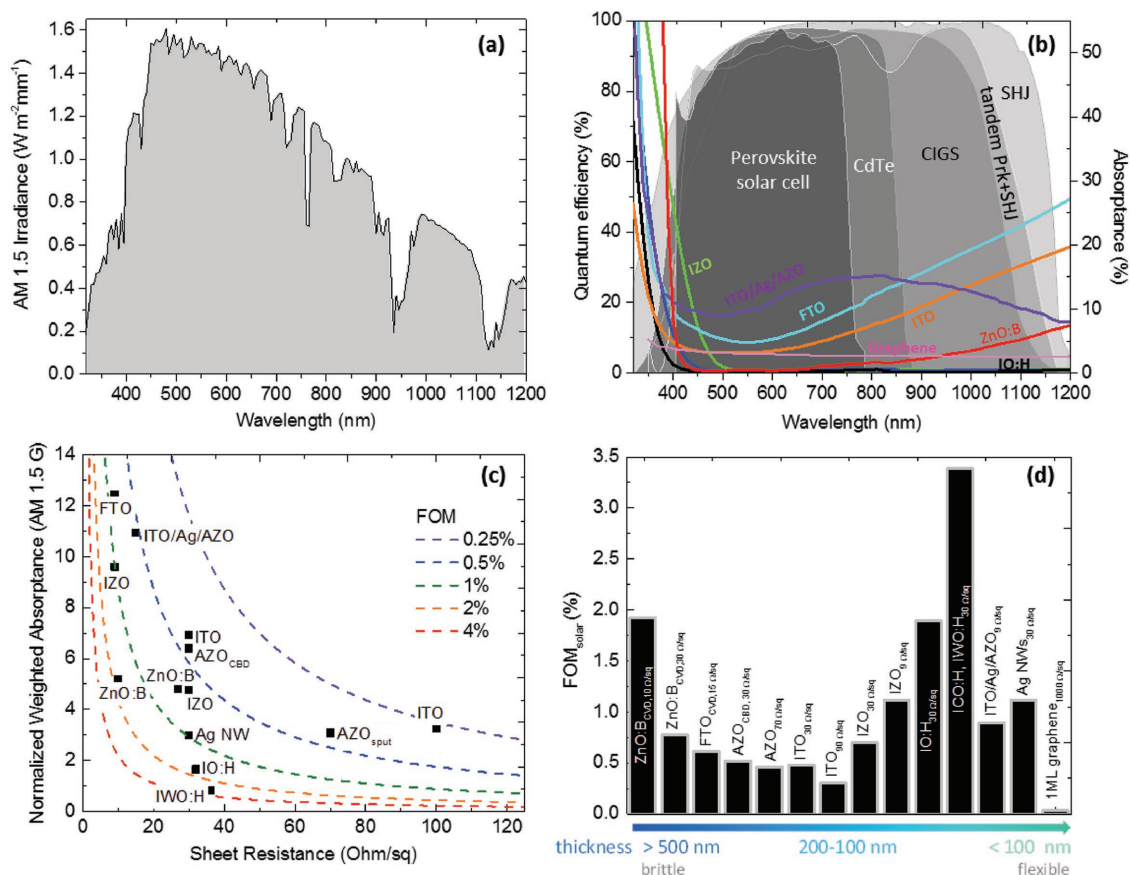 (a)
AM 1.5 Irradiance (W m⁻²mm⁻¹)
1.6
1.4
1.2
1.0
0.8
0.6
0.4
0.2
0.0
400 500 600 700 800 900 1000 1100 1200
Wavelength (nm)
(b)
Quantum efficiency (%)
100
80
60
40
20
0
Absorptance (%)
50
40
30
20
10
0
Perovskite
solar cell
CdTe
CIGS
tandem Prk+SHJ
SHJ
IZO
ITO/Ag/AZO
FTO
ITO
ZnO:B
Graphene
IO:H
400 500 600 700 800 900 1000 1100 1200
Wavelength (nm)
(c)
Normalized Weighted Absorptance (AM 1.5 G)
14
12
10
8
6
4
2
0
FTO
ITO/Ag/AZO
IZO
ITO
AZO_CBD
ZnO:B
ZnO:B
IZO
Ag NW
AZO_sput
ITO
IO:H
IWO:H
FOM
0.25%
0.5%
1%
2%
4%
0 20 40 60 80 100 120
Sheet Resistance (Ohm/sq)
(d)
FOM_solar (%)
3.5
3.0
2.5
2.0
1.5
1.0
0.5
0.0
ZnO:B_CVD,10 Ω/sq
ZnO:B_CVD,30 Ω/sq
FTO_CVD,15 Ω/sq
AZO_CBD, 30 Ω/sq
AZO_70 Ω/sq
ITO_30 Ω/sq
ITO_90 Ω/sq
IZO_30 Ω/sq
IZO_9 Ω/sq
IO:H_30 Ω/sq
ICO:H, IWO:H_30 Ω/sq
ITO/Ag/AZO_9 Ω/sq
Ag NWs_30 Ω/sq
1ML graphene_1000 Ω/sq
thickness > 500 nm 200-100 nm < 100 nm
brittle flexible